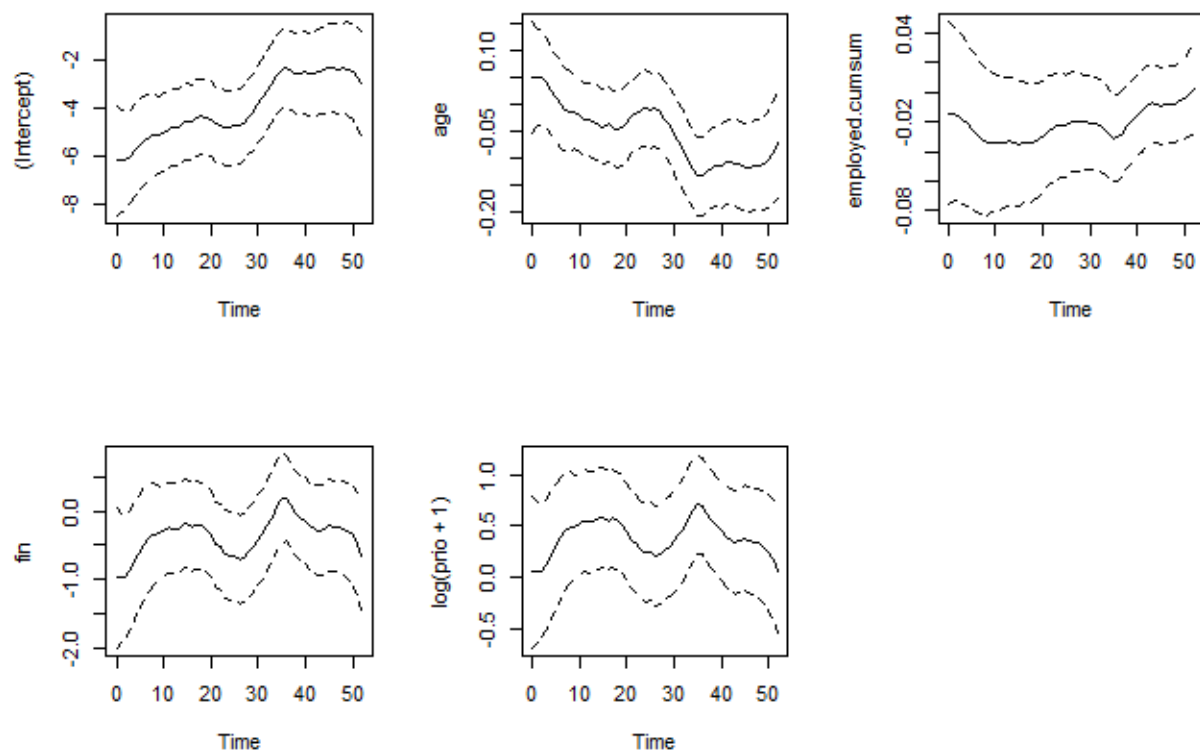 (Intercept)
-2
-4
-6
-8
0 10 20 30 40 50
Time
age
0.10
-0.05
-0.20
0 10 20 30 40 50
Time
employed.cumsum
0.04
-0.02
-0.08
0 10 20 30 40 50
Time
fin
0.0
-1.0
-2.0
0 10 20 30 40 50
Time
log(prio + 1)
1.0
0.5
0.0
-0.5
0 10 20 30 40 50
Time